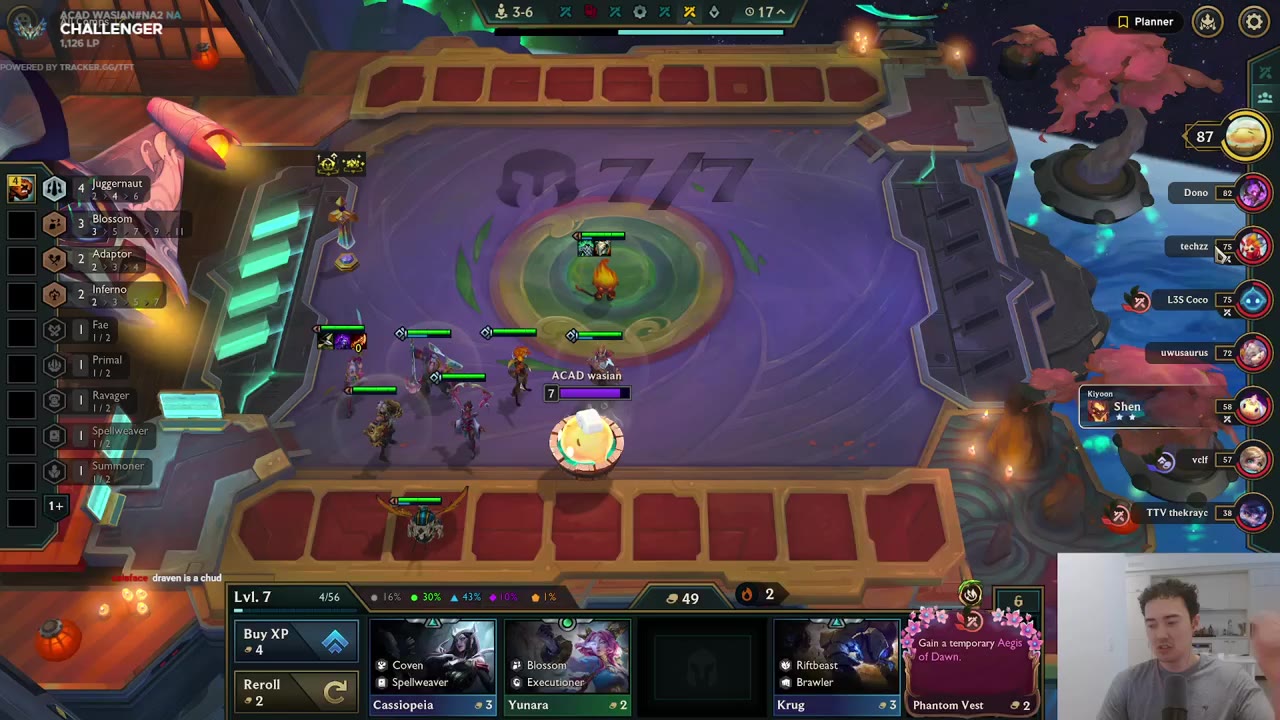 ACAD WASIAN#NA2 NA
CHALLENGER
1,126 LP
POWERED BY TRACKER.GG/TFT
3-6
17
Planner
7/7
87
Dono 82
techzz 75
L3S Coco 75
uwusaurus 72
Kiyoon
Shen 58
vclf 57
TTV thekrayc 38
4
4 Juggernaut
2 > 4 > 6
3 Blossom
3 > 5 > 7 > 9 > 11
2 Adaptor
2 > 3 > 4
2 Inferno
2 > 3 > 5 > 7
1 Fae
1 / 2
1 Primal
1 / 2
1 Ravager
1 / 2
1 Spellweaver
1 / 2
1 Summoner
1 / 2
1+
0
ACAD wasian
7
draven is a chud
Lvl. 7 4/56
16% 30% 43% 10% 1%
49
2
6
Buy XP
4
Reroll
2
Coven
Spellweaver
Cassiopeia 3
Blossom
Executioner
Yunara 2
Riftbeast
Brawler
Krug 3
Gain a temporary Aegis
of Dawn.
Phantom Vest 2